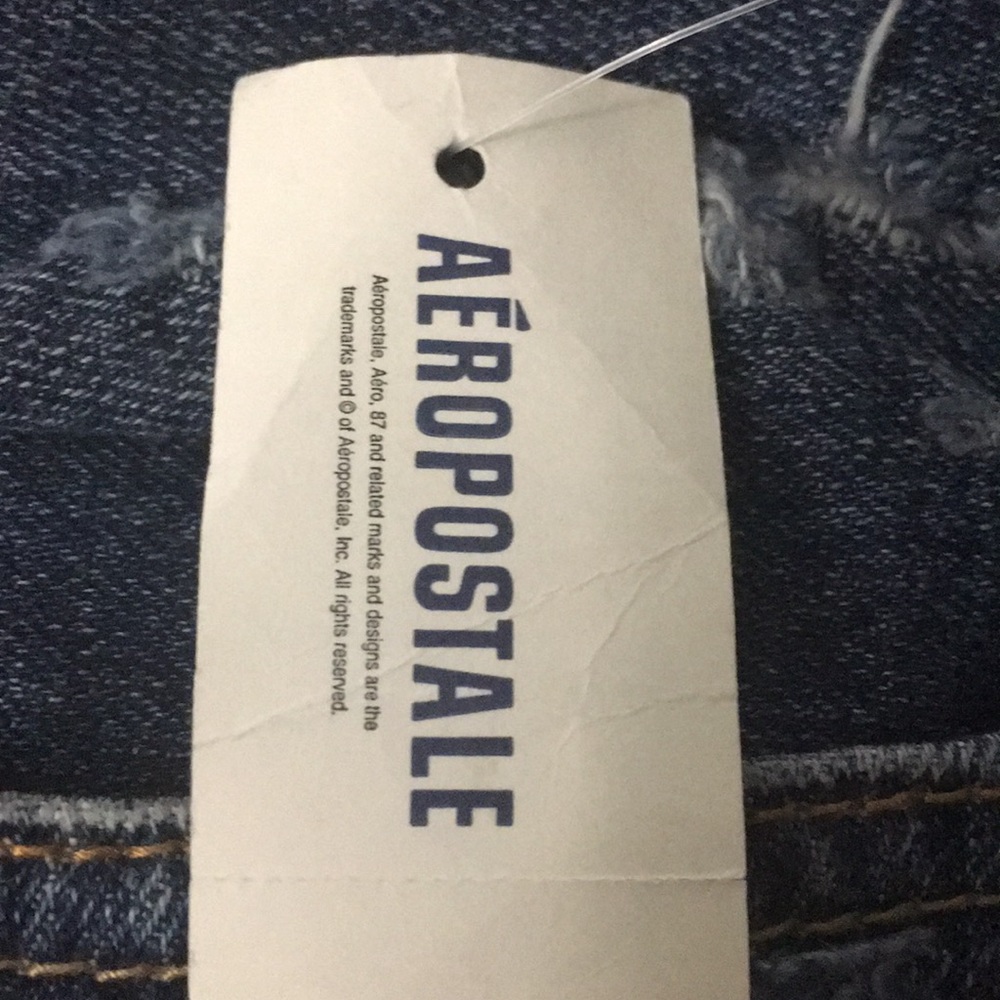 AÉROPOSTALE
Aéropostale, Aéro, 87 and related marks and designs are the
trademarks and © of Aéropostale, Inc. All rights reserved.